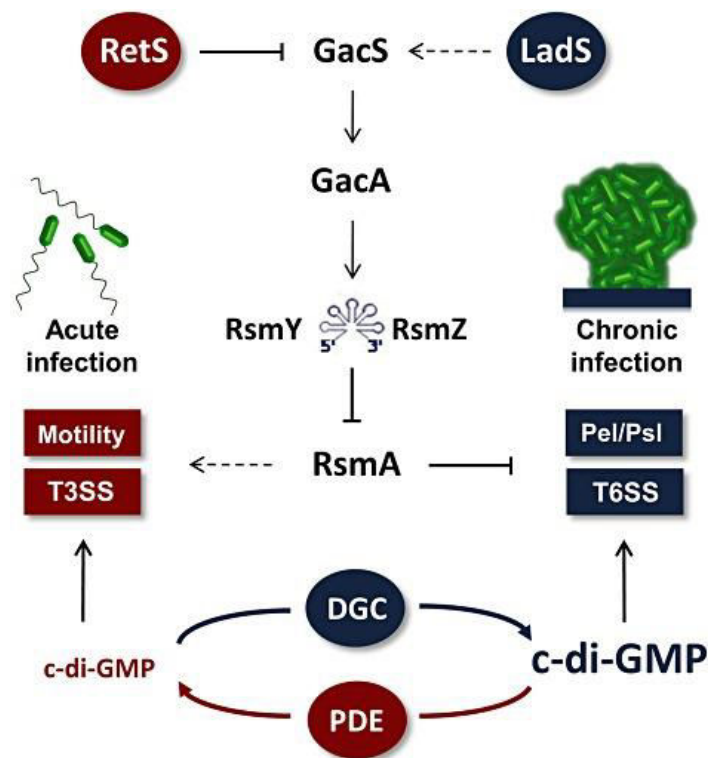 RetS GacS LadS
GacA
RsmY 5' 3' RsmZ
Acute
infection
Chronic
infection
Motility
T3SS
RsmA
Pel/Psl
T6SS
DGC
c-di-GMP
c-di-GMP
PDE